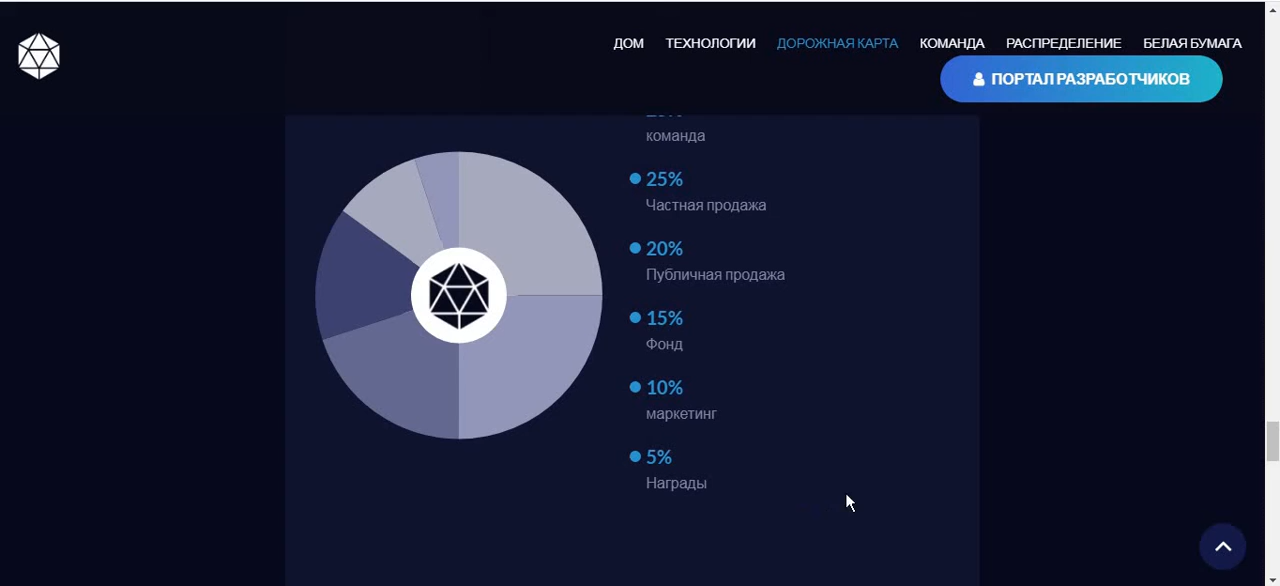 ДОМ ТЕХНОЛОГИИ ДОРОЖНАЯ КАРТА КОМАНДА РАСПРЕДЕЛЕНИЕ БЕЛАЯ БУМАГА
ПОРТАЛ РАЗРАБОТЧИКОВ
команда
25%
Частная продажа
20%
Публичная продажа
15%
Фонд
10%
маркетинг
5%
Награды